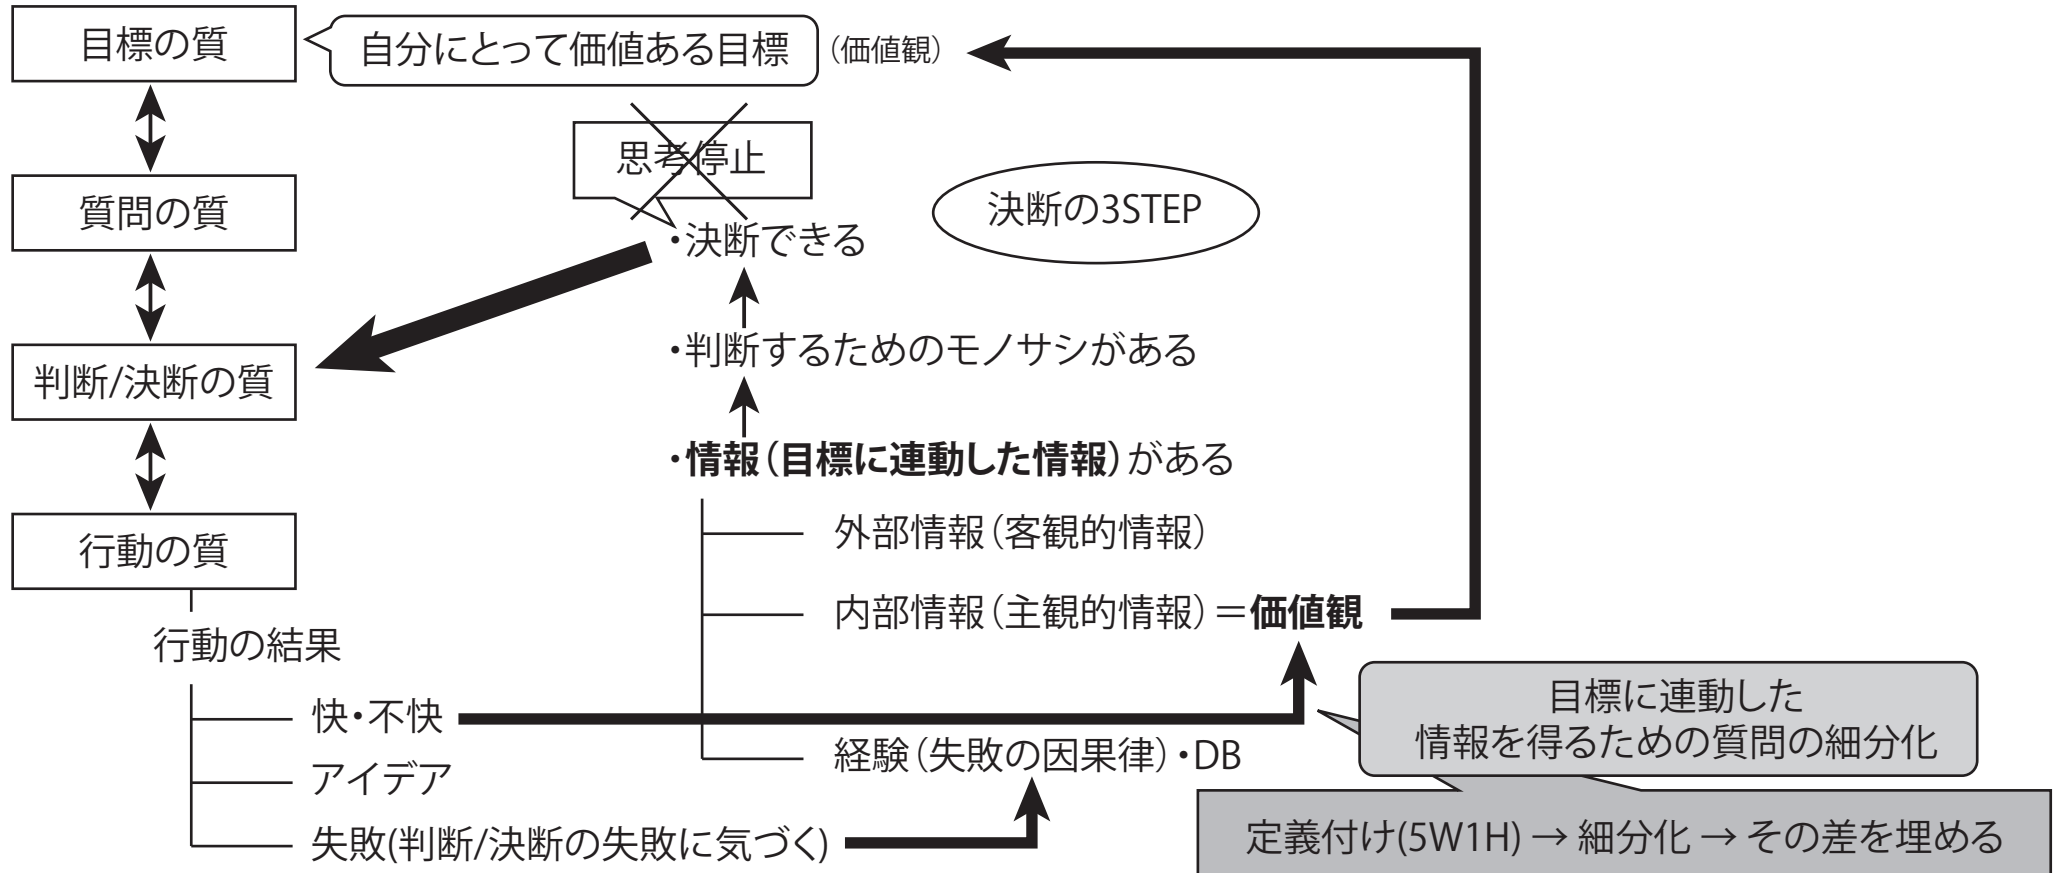 目標の質
自分にとって価値ある目標
（価値観）
思考停止
質問の質
決断の3STEP
・決断できる
・判断するためのモノサシがある
判断/決断の質
・情報（目標に連動した情報）がある
外部情報（客観的情報）
行動の質
内部情報（主観的情報）＝価値観
行動の結果
快・不快
目標に連動した
情報を得るための質問の細分化
経験（失敗の因果律）・DB
アイデア
失敗(判断/決断の失敗に気づく)
定義付け(5W1H) → 細分化 → その差を埋める